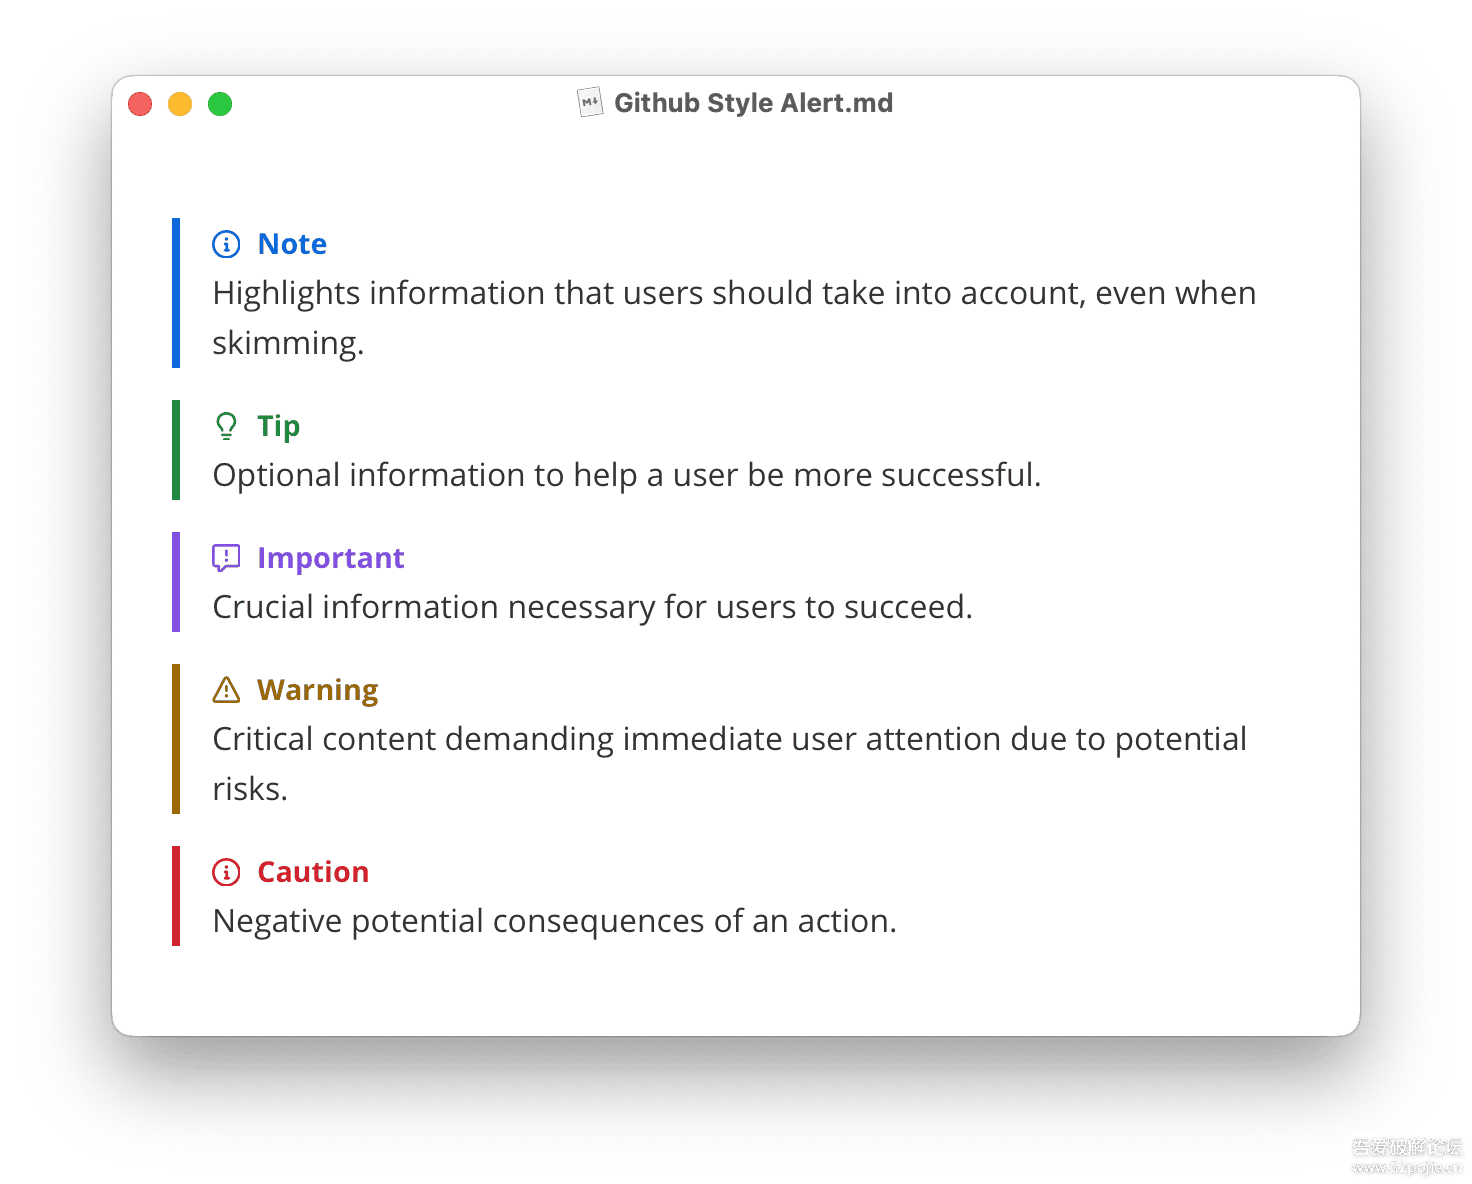 Github Style Alert.md
Note
Highlights information that users should take into account, even when
skimming.
Tip
Optional information to help a user be more successful.
Important
Crucial information necessary for users to succeed.
Warning
Critical content demanding immediate user attention due to potential
risks.
Caution
Negative potential consequences of an action.
吾爱破解论坛
www.52pojie.cn